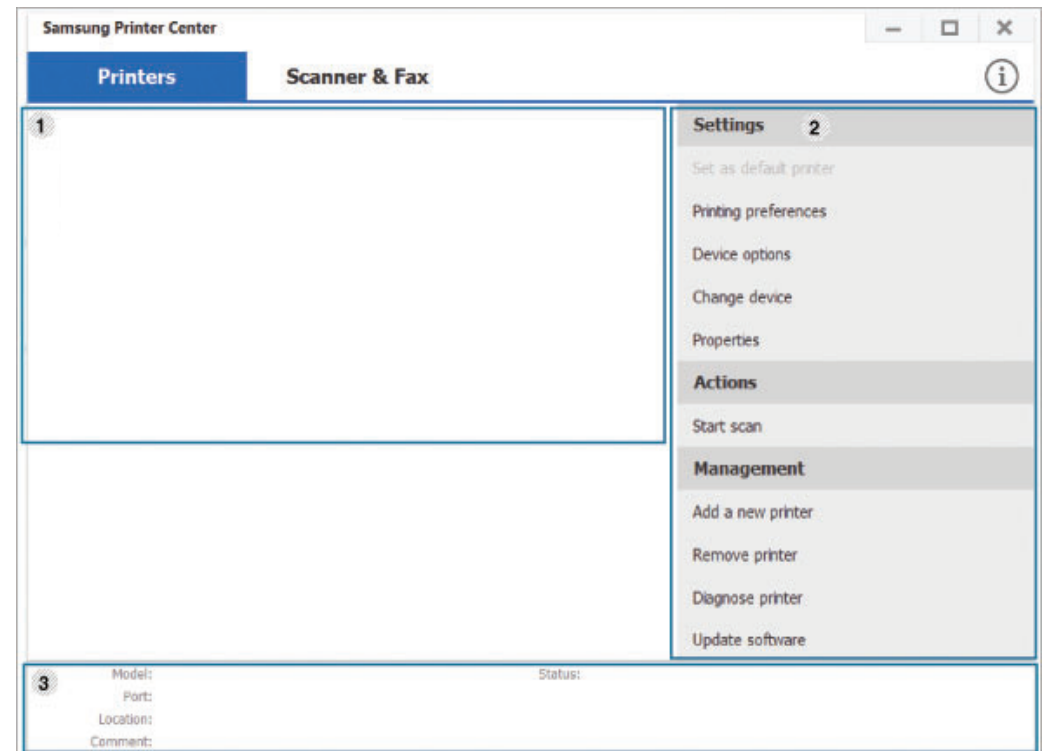 Samsung Printer Center
Printers Scanner & Fax
1
Settings 2
Set as default printer
Printing preferences
Device options
Change device
Properties
Actions
Start scan
Management
Add a new printer
Remove printer
Diagnose printer
Update software
3
Model: Status:
Port:
Location:
Comment: